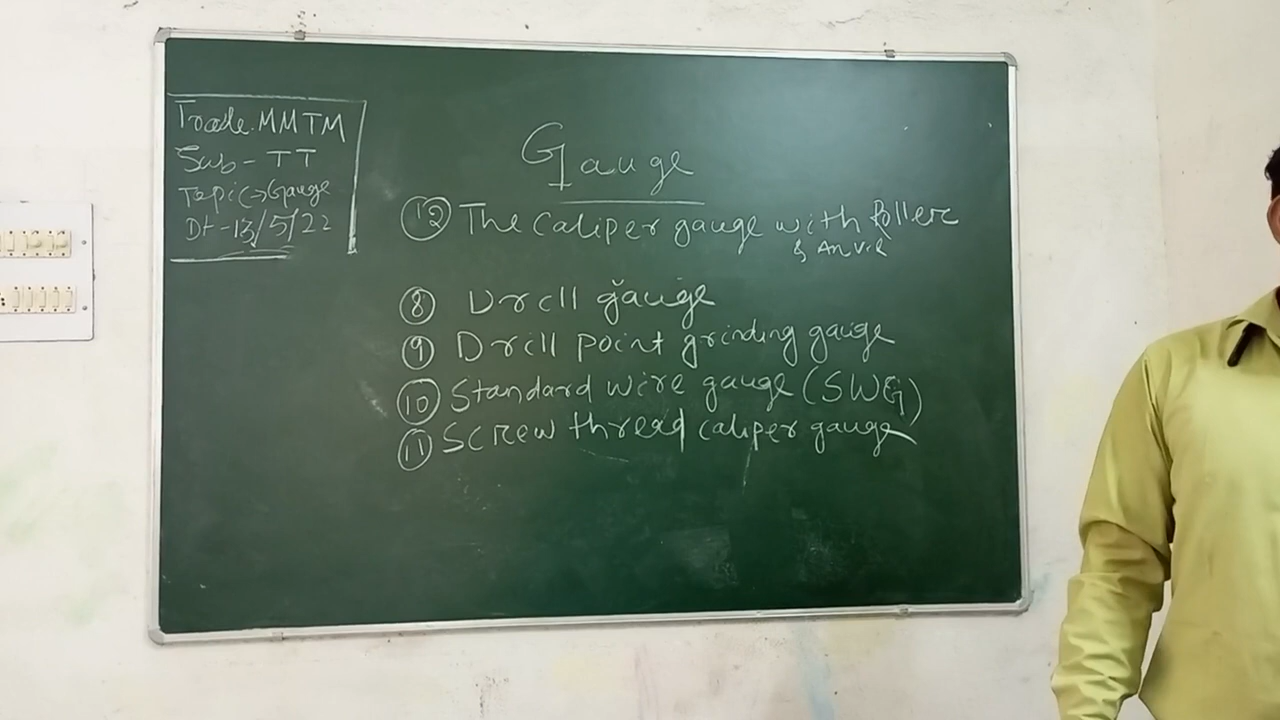 Trade. MMTM
Sub - TT
Topic → Gauge
Dt - 13/5/22
Gauge
⑫ The Caliper gauge with Roller
& Anvil
⑧ Drill gauge
⑨ Drill point grinding gauge
⑩ Standard wire gauge (SWG)
⑪ Screw thread caliper gauge